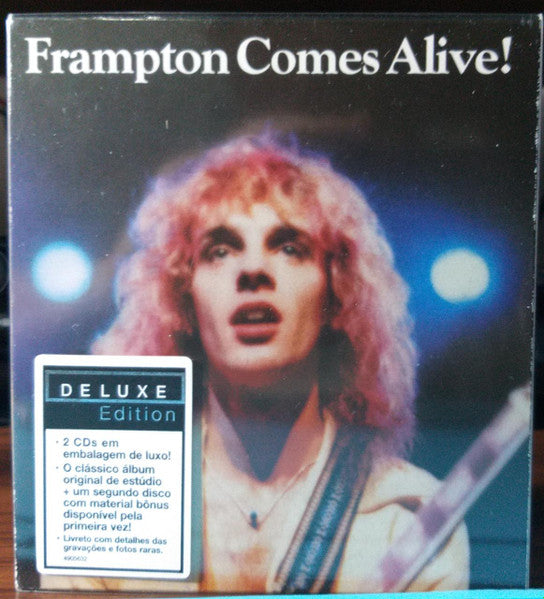 Frampton Comes Alive!
DELUXE
Edition
· 2 CDs em
embalagem de luxo!
· O clássico álbum
original de estúdio
+ um segundo disco
com material bônus
disponível pela
primeira vez!
· Livreto com detalhes das
gravações e fotos raras.